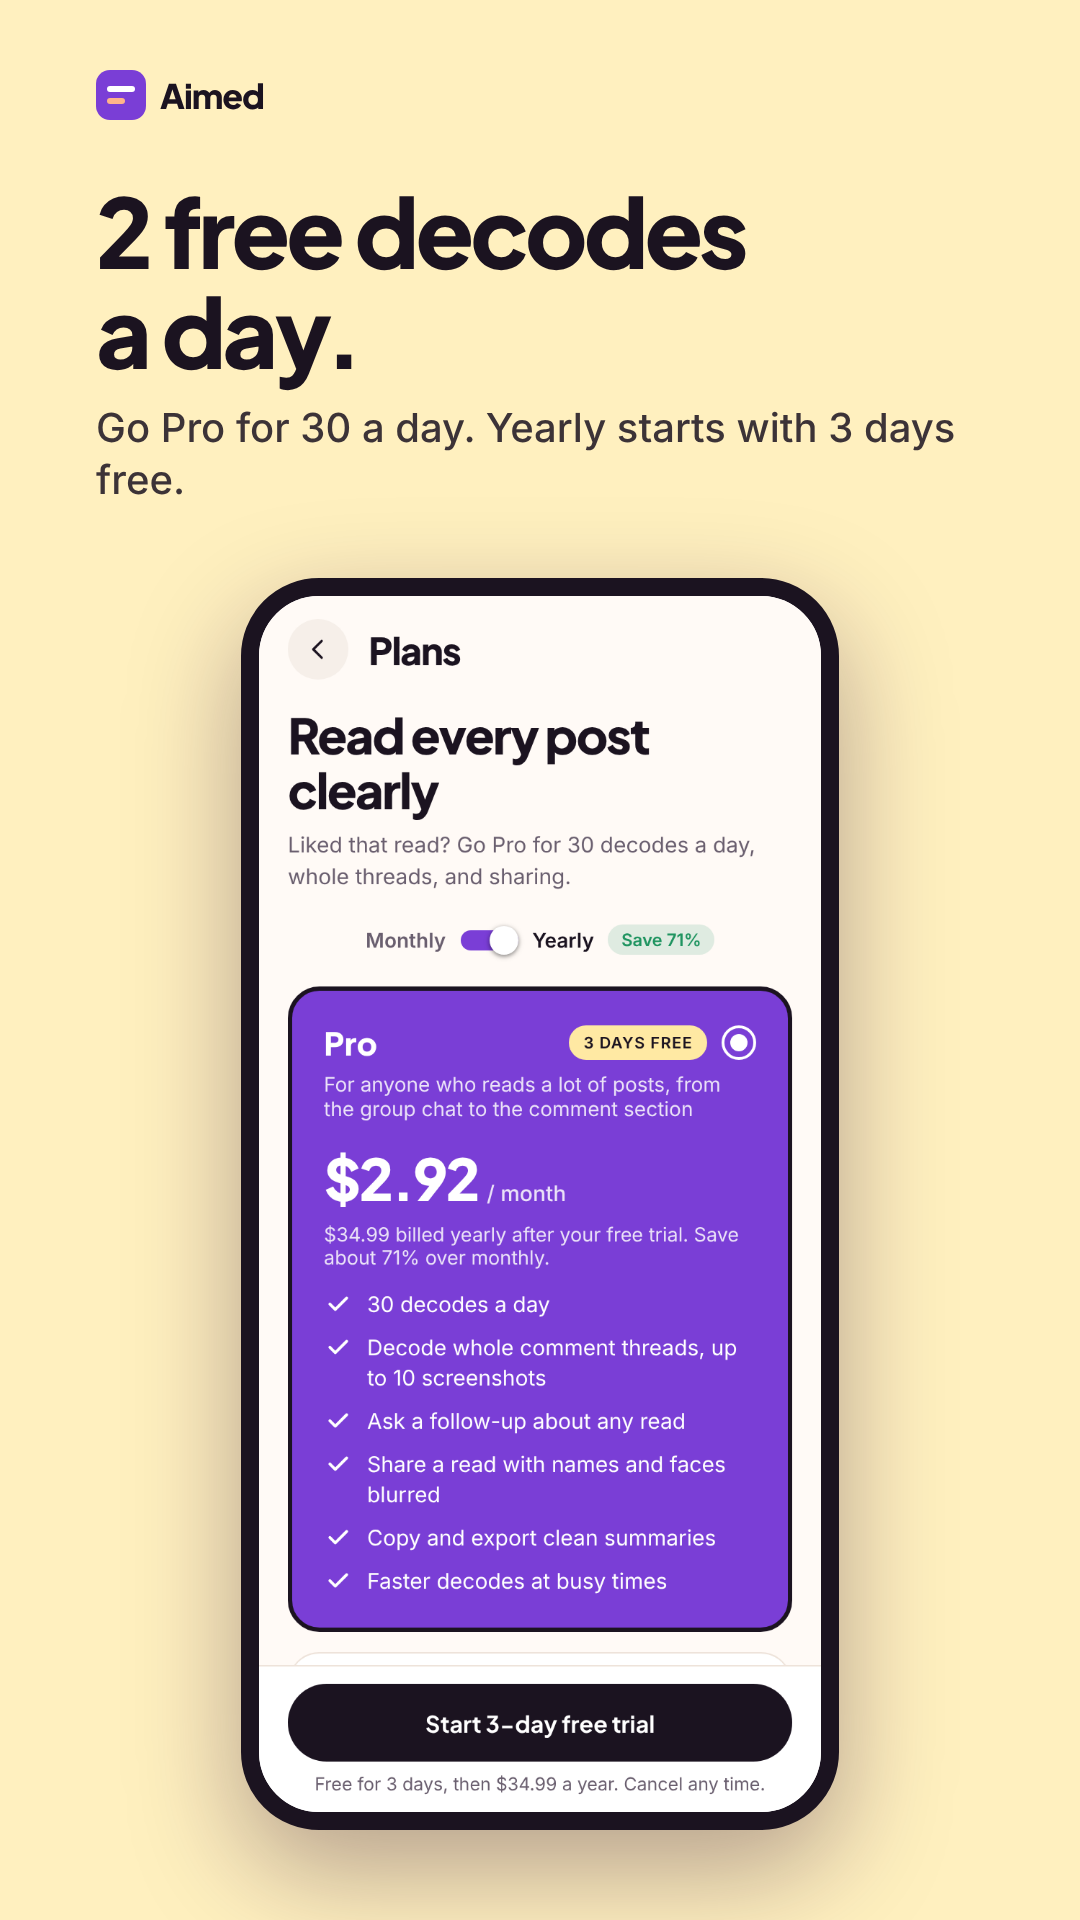 Aimed
2 free decodes
a day.
Go Pro for 30 a day. Yearly starts with 3 days
free.
Plans
Read every post
clearly
Liked that read? Go Pro for 30 decodes a day,
whole threads, and sharing.
Monthly Yearly Save 71%
Pro 3 DAYS FREE
For anyone who reads a lot of posts, from
the group chat to the comment section
$2.92 / month
$34.99 billed yearly after your free trial. Save
about 71% over monthly.
30 decodes a day
Decode whole comment threads, up
to 10 screenshots
Ask a follow-up about any read
Share a read with names and faces
blurred
Copy and export clean summaries
Faster decodes at busy times
Start 3-day free trial
Free for 3 days, then $34.99 a year. Cancel any time.